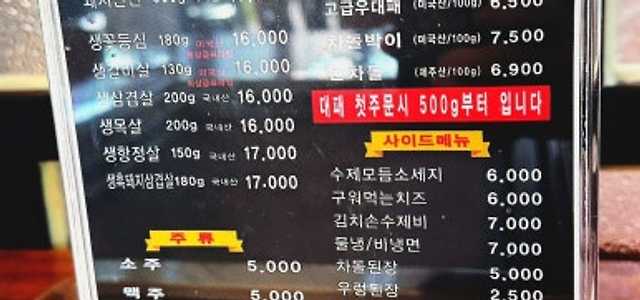 생꽃등심 180g 미국산 16,000
생갈비살 130g 미국산 16,000
생삼겹살 200g 국내산 16,000
생목살 200g 국내산 16,000
생항정살 150g 국내산 17,000
생흑돼지삼겹살 180g 국내산 17,000
주류
소주 5,000
맥주 5,000
고급우대패 (미국산/100g) 6,500
차돌박이 (미국산/100g) 7,500
(제주산/100g) 6,900
대패 첫주문시 500g부터 입니다
사이드메뉴
수제모듬소세지 6,000
구워먹는치즈 6,000
김치손수제비 7,000
물냉/비냉면 7,000
차돌된장 5,000
우렁된장 2,500